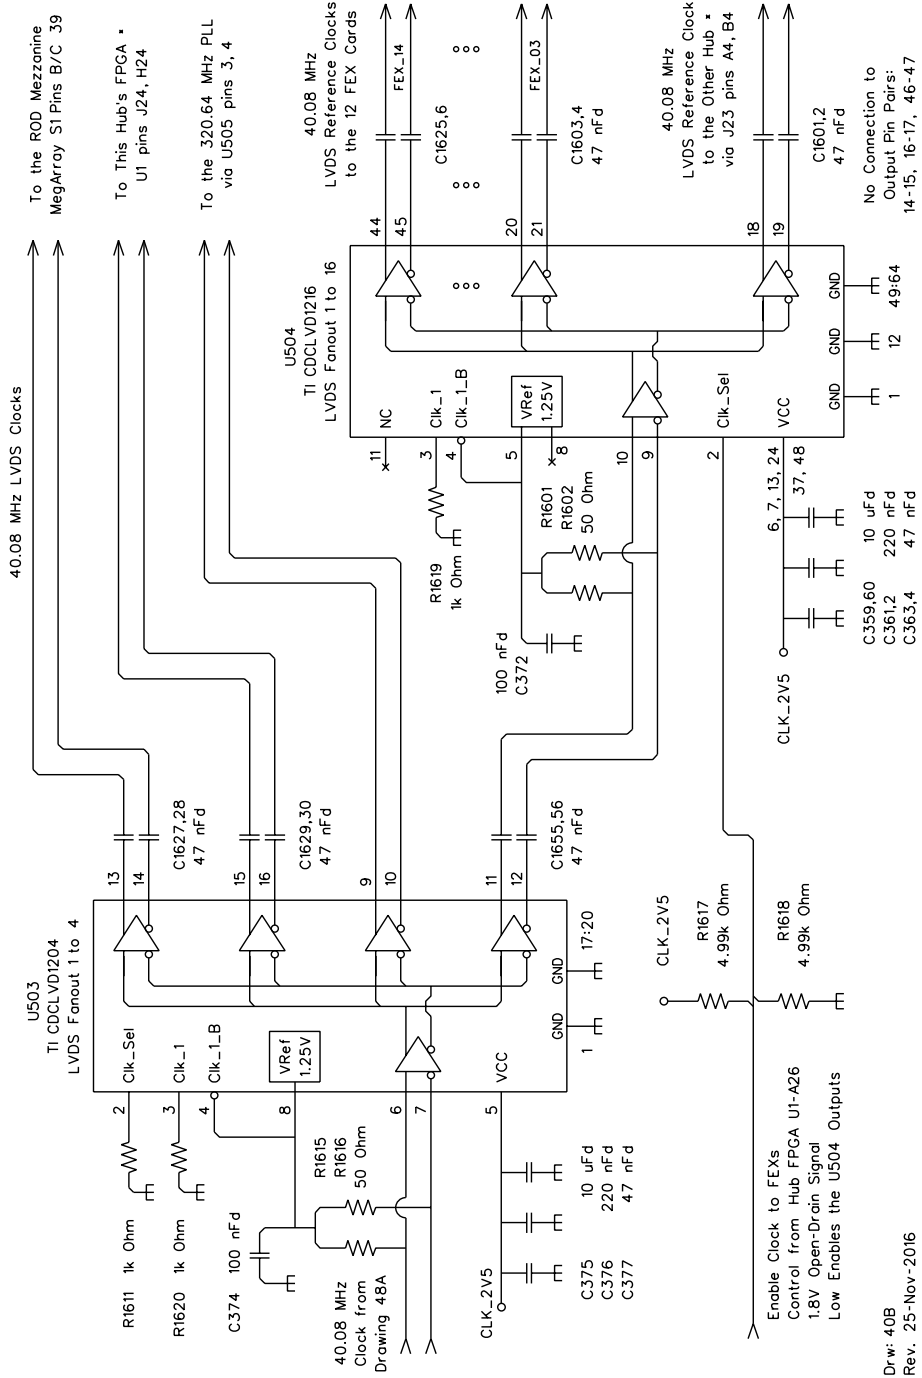 40.08 MHz LVDS Clocks
To the ROD Mezzanine
MegArray S1 Pins B/C 39
To This Hub's FPGA *
U1 pins J24, H24
To the 320.64 MHz PLL
via U505 pins 3, 4
U503
TI CDCLVD1204
LVDS Fanout 1 to 4
R1611 1k Ohm
2
Clk_Sel
R1620 1k Ohm
3
Clk_1
4
Clk_1_B
C374 100 nFd
8
VRef
1.25V
R1615
R1616
50 Ohm
40.08 MHz
Clock from
Drawing 48A
6
7
CLK_2V5
5
VCC
C375 10 uFd
C376 220 nFd
C377 47 nFd
GND
GND
1
17:20
13
14
C1627,28
47 nFd
15
16
C1629,30
47 nFd
9
10
11
12
C1655,56
47 nFd
U504
TI CDCLVD1216
LVDS Fanout 1 to 16
11
NC
3
Clk_1
4
Clk_1_B
R1619
1k Ohm
5
VRef
1.25V
8
100 nFd
C372
R1601
R1602
50 Ohm
10
9
2
Clk_Sel
6, 7, 13, 24
37, 48
VCC
CLK_2V5
C359,60 10 uFd
C361,2 220 nFd
C363,4 47 nFd
GND
GND
GND
1
12
49:64
44
45
FEX_14
C1625,6
40.08 MHz
LVDS Reference Clocks
to the 12 FEX Cards
20
21
FEX_03
C1603,4
47 nFd
18
19
40.08 MHz
LVDS Reference Clock
to the Other Hub *
via J23 pins A4, B4
C1601,2
47 nFd
No Connection to
Output Pin Pairs:
14-15, 16-17, 46-47
CLK_2V5
R1617
4.99k Ohm
R1618
4.99k Ohm
Enable Clock to FEXs
Control from Hub FPGA U1-A26
1.8V Open-Drain Signal
Low Enables the U504 Outputs
Drw: 40B
Rev. 25-Nov-2016